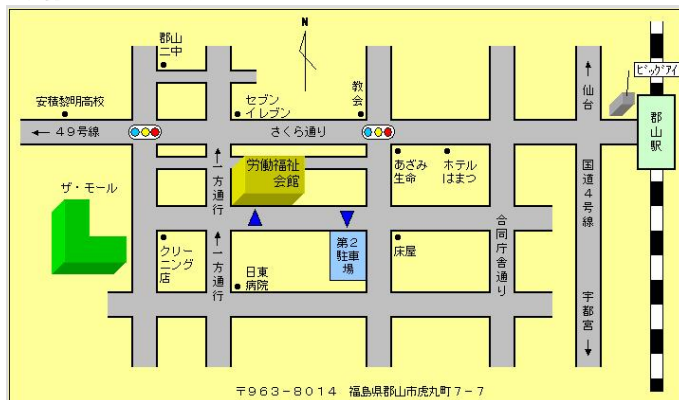 郡山
二中
N
ビッグアイ
安積黎明高校
セブン
イレブン
教
会
↑
仙
台
← 49号線
さくら通り
郡
山
駅
↑
一
方
通
行
労働福祉
会館
あざみ
生命
ホテル
はまつ
国
道
4
号
線
ザ・モール
合
同
庁
舎
通
り
クリー
ニング
店
↑
一
方
通
行
日東
病院
第2
駐車
場
床屋
宇
都
宮
↓
〒963-8014 福島県郡山市虎丸町7-7